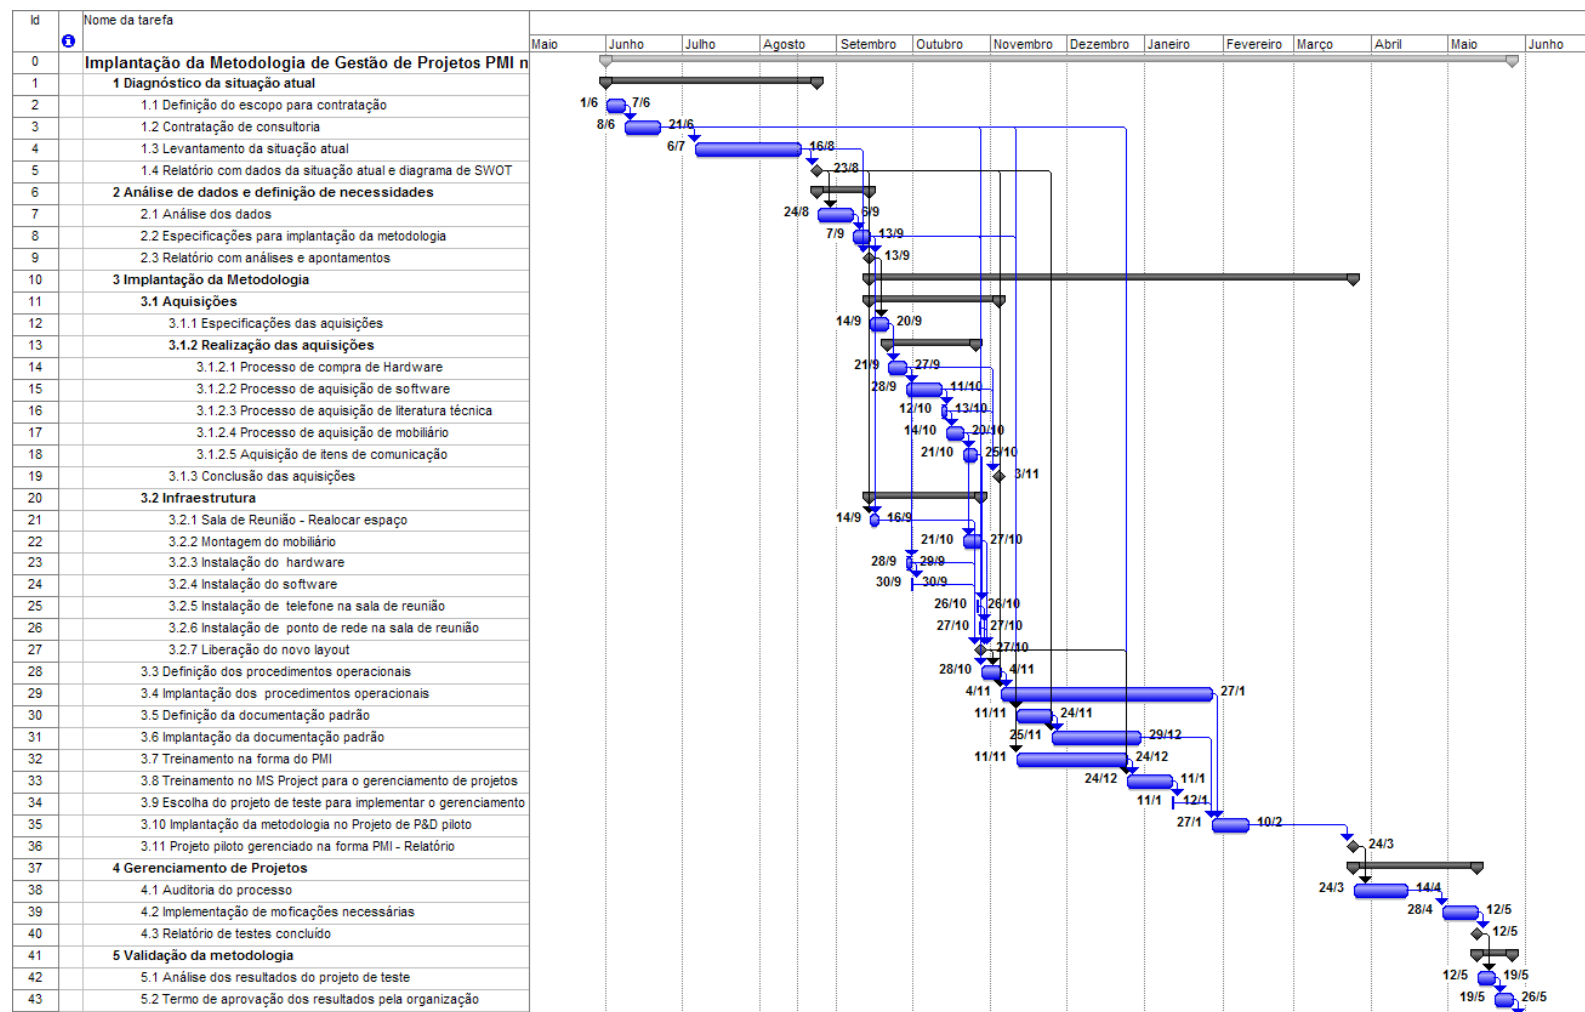 Id Nome da tarefa
Maio Junho Julho Agosto Setembro Outubro Novembro Dezembro Janeiro Fevereiro Março Abril Maio Junho
0 Implantação da Metodologia de Gestão de Projetos PMI n
1 1 Diagnóstico da situação atual
2 1.1 Definição do escopo para contratação 1/6 7/6
3 1.2 Contratação de consultoria 8/6 21/6
4 1.3 Levantamento da situação atual 6/7 16/8
5 1.4 Relatório com dados da situação atual e diagrama de SWOT 23/8
6 2 Análise de dados e definição de necessidades
7 2.1 Análise dos dados 24/8 6/9
8 2.2 Especificações para implantação da metodologia 7/9 13/9
9 2.3 Relatório com análises e apontamentos 13/9
10 3 Implantação da Metodologia
11 3.1 Aquisições
12 3.1.1 Especificações das aquisições 14/9 20/9
13 3.1.2 Realização das aquisições
14 3.1.2.1 Processo de compra de Hardware 21/9 27/9
15 3.1.2.2 Processo de aquisição de software 28/9 11/10
16 3.1.2.3 Processo de aquisição de literatura técnica 12/10 13/10
17 3.1.2.4 Processo de aquisição de mobiliário 14/10 20/10
18 3.1.2.5 Aquisição de itens de comunicação 21/10 25/10
19 3.1.3 Conclusão das aquisições 3/11
20 3.2 Infraestrutura
21 3.2.1 Sala de Reunião - Realocar espaço 14/9 16/9
22 3.2.2 Montagem do mobiliário 21/10 27/10
23 3.2.3 Instalação do hardware 28/9 29/9
24 3.2.4 Instalação do software 30/9 30/9
25 3.2.5 Instalação de telefone na sala de reunião 26/10 26/10
26 3.2.6 Instalação de ponto de rede na sala de reunião 27/10 27/10
27 3.2.7 Liberação do novo layout 27/10
28 3.3 Definição dos procedimentos operacionais 28/10 4/11
29 3.4 Implantação dos procedimentos operacionais 4/11 27/1
30 3.5 Definição da documentação padrão 11/11 24/11
31 3.6 Implantação da documentação padrão 25/11 29/12
32 3.7 Treinamento na forma do PMI 11/11 24/12
33 3.8 Treinamento no MS Project para o gerenciamento de projetos 24/12 11/1
34 3.9 Escolha do projeto de teste para implementar o gerenciamento 11/1 12/1
35 3.10 Implantação da metodologia no Projeto de P&D piloto 27/1 10/2
36 3.11 Projeto piloto gerenciado na forma PMI - Relatório 24/3
37 4 Gerenciamento de Projetos
38 4.1 Auditoria do processo 24/3 14/4
39 4.2 Implementação de moficações necessárias 28/4 12/5
40 4.3 Relatório de testes concluído 12/5
41 5 Validação da metodologia
42 5.1 Análise dos resultados do projeto de teste 12/5 19/5
43 5.2 Termo de aprovação dos resultados pela organização 19/5 26/5